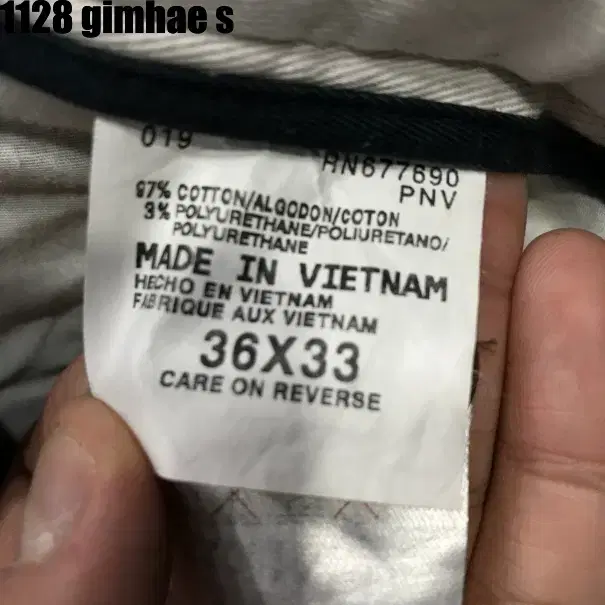 1128 gimhae s
019
RN677690
PNV
97% COTTON/ALGODON/COTON
3% POLYURETHANE/POLIURETANO/
POLYURETHANE
MADE IN VIETNAM
HECHO EN VIETNAM
FABRIQUE AUX VIETNAM
36X33
CARE ON REVERSE